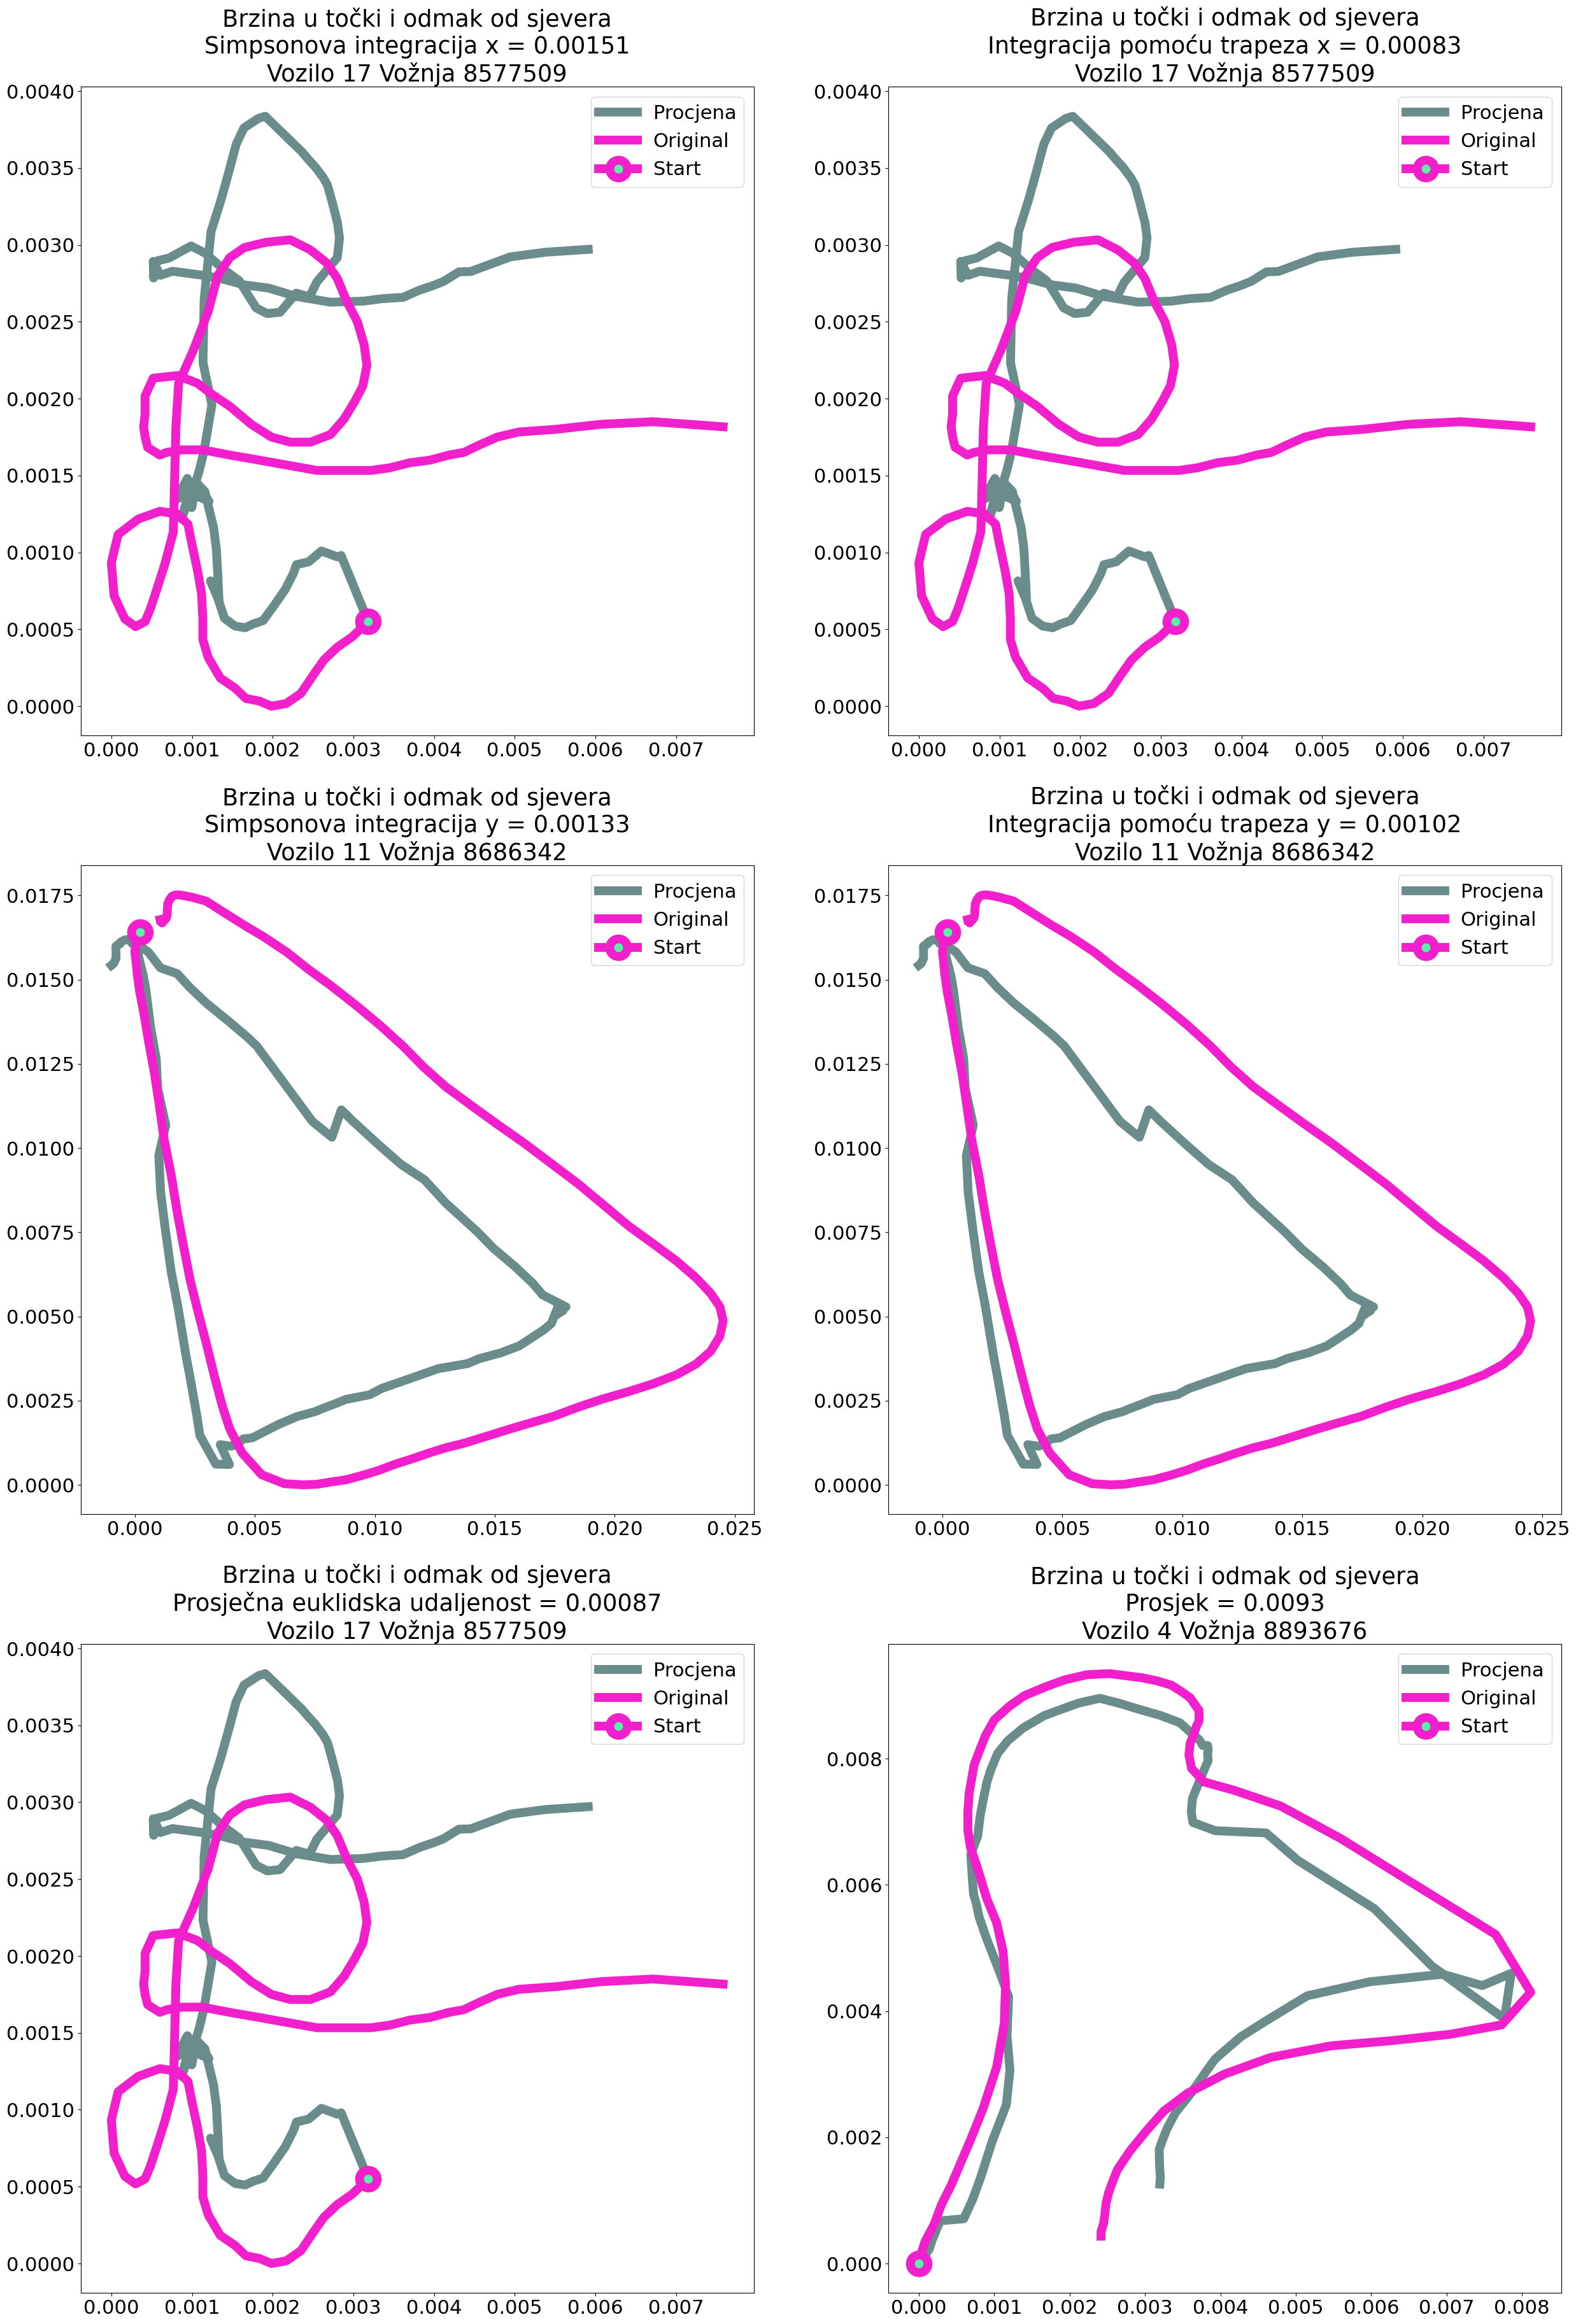 Brzina u točki i odmak od sjevera
Simpsonova integracija x = 0.00151
Vozilo 17 Vožnja 8577509
Procjena
Original
Start
0.0040
0.0035
0.0030
0.0025
0.0020
0.0015
0.0010
0.0005
0.0000
0.000 0.001 0.002 0.003 0.004 0.005 0.006 0.007
Brzina u točki i odmak od sjevera
Integracija pomoću trapeza x = 0.00083
Vozilo 17 Vožnja 8577509
Procjena
Original
Start
0.0040
0.0035
0.0030
0.0025
0.0020
0.0015
0.0010
0.0005
0.0000
0.000 0.001 0.002 0.003 0.004 0.005 0.006 0.007
Brzina u točki i odmak od sjevera
Simpsonova integracija y = 0.00133
Vozilo 11 Vožnja 8686342
Procjena
Original
Start
0.0175
0.0150
0.0125
0.0100
0.0075
0.0050
0.0025
0.0000
0.000 0.005 0.010 0.015 0.020 0.025
Brzina u točki i odmak od sjevera
Integracija pomoću trapeza y = 0.00102
Vozilo 11 Vožnja 8686342
Procjena
Original
Start
0.0175
0.0150
0.0125
0.0100
0.0075
0.0050
0.0025
0.0000
0.000 0.005 0.010 0.015 0.020 0.025
Brzina u točki i odmak od sjevera
Prosječna euklidska udaljenost = 0.00087
Vozilo 17 Vožnja 8577509
Procjena
Original
Start
0.0040
0.0035
0.0030
0.0025
0.0020
0.0015
0.0010
0.0005
0.0000
0.000 0.001 0.002 0.003 0.004 0.005 0.006 0.007
Brzina u točki i odmak od sjevera
Prosjek = 0.0093
Vozilo 4 Vožnja 8893676
Procjena
Original
Start
0.008
0.006
0.004
0.002
0.000
0.000 0.001 0.002 0.003 0.004 0.005 0.006 0.007 0.008